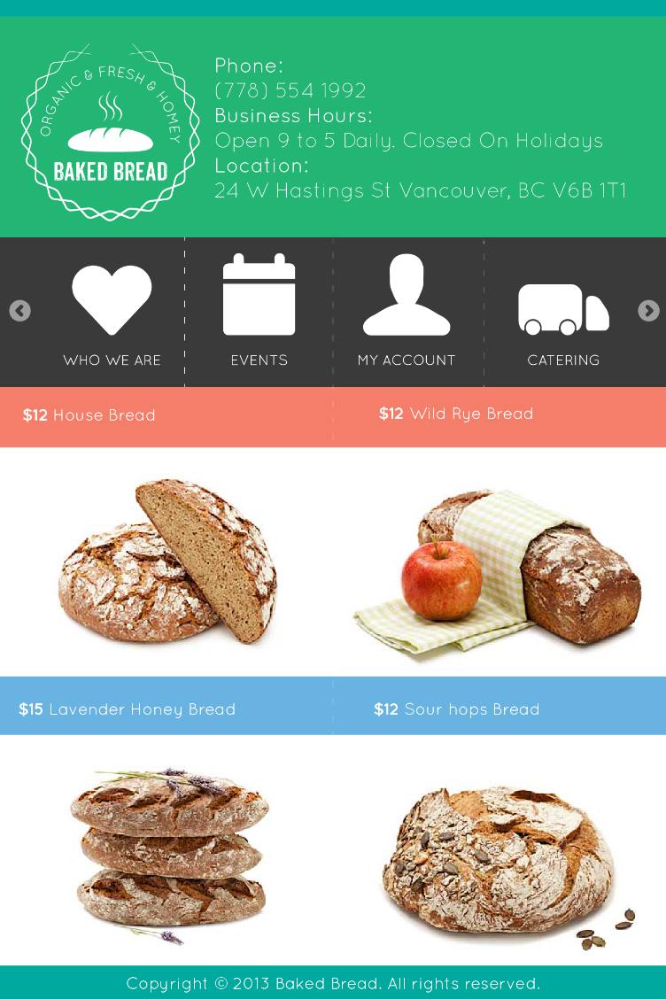 ORGANIC & FRESH & HOMEY
BAKED BREAD
Phone:
(778) 554 1992
Business Hours:
Open 9 to 5 Daily. Closed On Holidays
Location:
24 W Hastings St Vancouver, BC V6B 1T1
WHO WE ARE
EVENTS
MY ACCOUNT
CATERING
$12 House Bread
$12 Wild Rye Bread
$15 Lavender Honey Bread
$12 Sour hops Bread
Copyright © 2013 Baked Bread. All rights reserved.